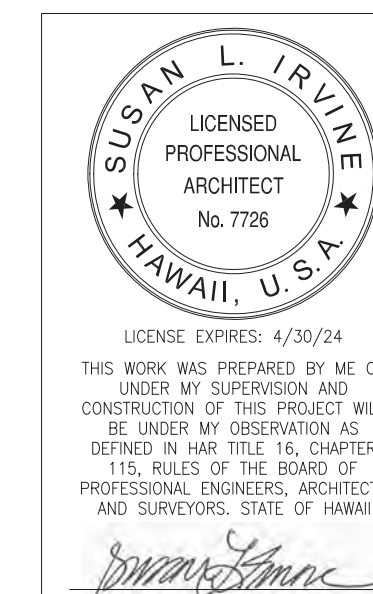 SUSAN L. IRVINE
LICENSED
PROFESSIONAL
ARCHITECT
No. 7726
HAWAII, U.S.A.
LICENSE EXPIRES: 4/30/24
THIS WORK WAS PREPARED BY ME O
UNDER MY SUPERVISION AND
CONSTRUCTION OF THIS PROJECT WIL
BE UNDER MY OBSERVATION AS
DEFINED IN HAR TITLE 16, CHAPTER
115, RULES OF THE BOARD OF
PROFESSIONAL ENGINEERS, ARCHITECT
AND SURVEYORS. STATE OF HAWAII
Susan L Irvine